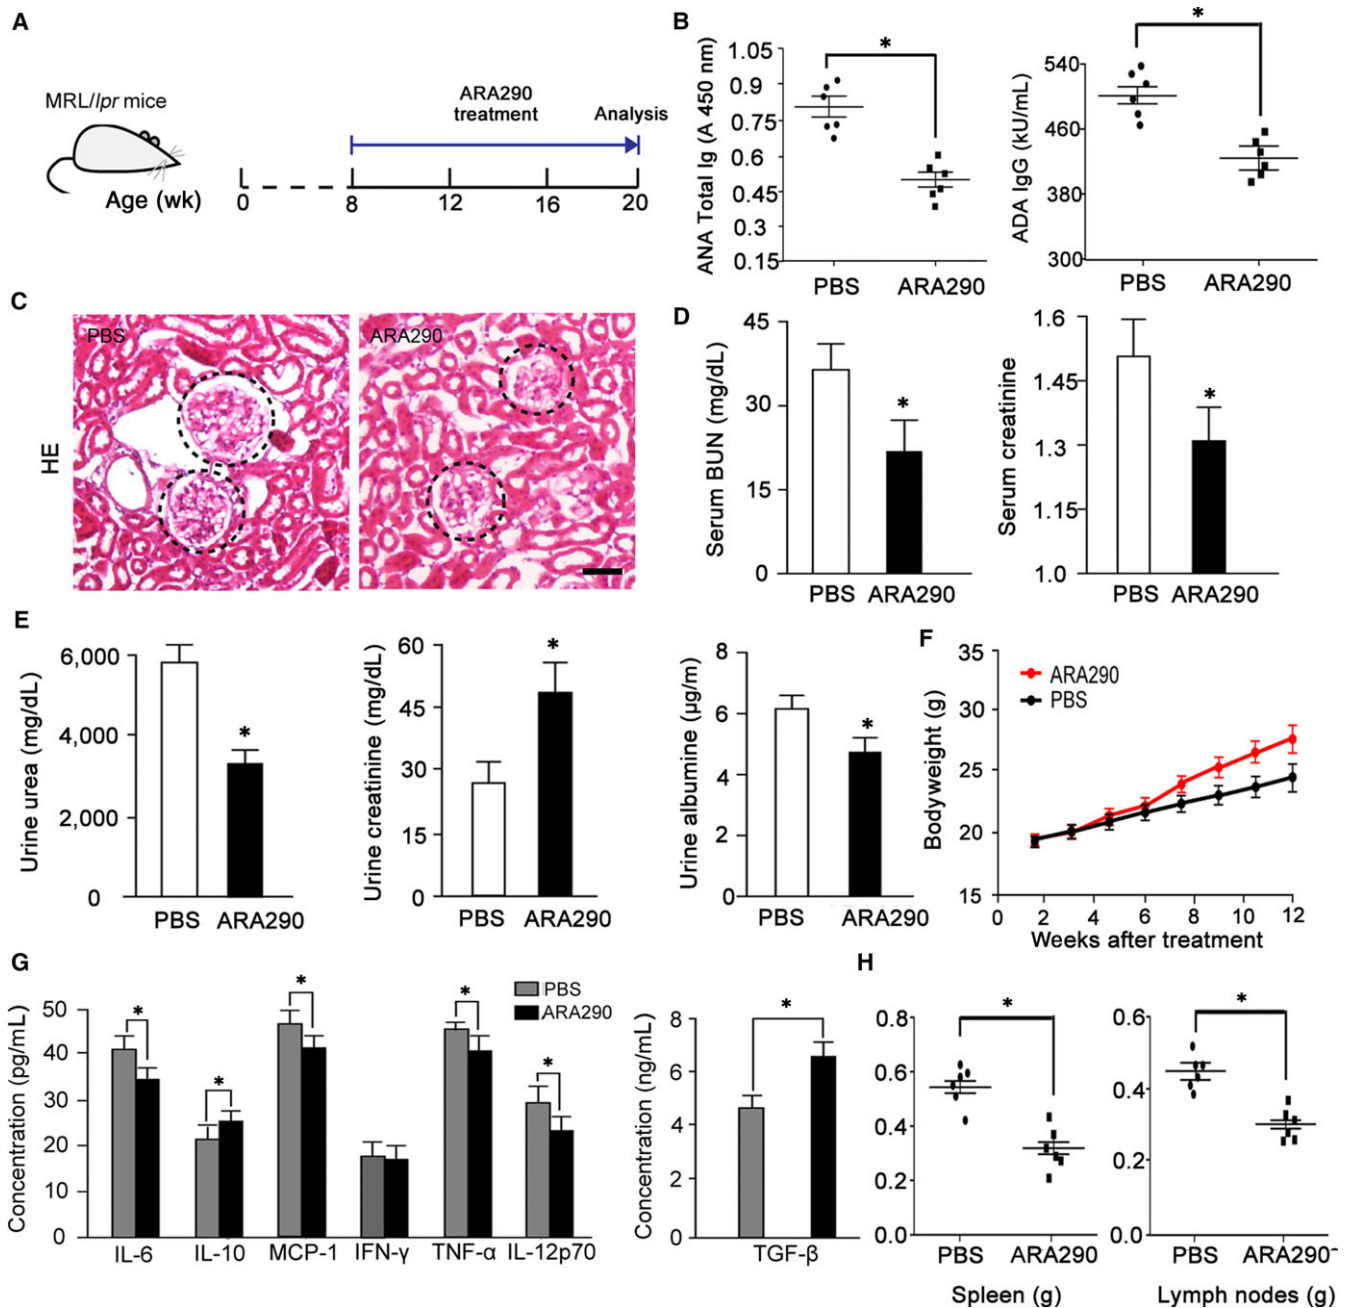 A
MRL/lpr mice
ARA290
treatment
Analysis
Age (wk)
0
8
12
16
20
B
ANA Total Ig (A 450 nm)
1.05
0.9
0.75
0.6
0.45
0.3
0.15
*
PBS
ARA290
ADA IgG (kU/mL)
540
460
380
300
*
PBS
ARA290
C
HE
PBS
ARA290
D
Serum BUN (mg/dL)
45
30
15
0
*
PBS
ARA290
Serum creatinine
1.6
1.45
1.3
1.15
1.0
*
PBS
ARA290
E
Urine urea (mg/dL)
6,000
4,000
2,000
0
*
PBS
ARA290
Urine creatinine (mg/dL)
60
45
30
15
0
*
PBS
ARA290
Urine albumine (µg/m)
8
6
4
2
0
*
PBS
ARA290
F
Bodyweight (g)
35
30
25
20
15
ARA290
PBS
0 2 4 6 8 10 12
Weeks after treatment
G
Concentration (pg/mL)
50
40
30
20
10
0
* * * * *
PBS
ARA290
IL-6 IL-10 MCP-1 IFN-γ TNF-α IL-12p70
Concentration (ng/mL)
8
6
4
2
0
*
TGF-β
H
0.8
0.6
0.4
0.2
0.0
*
PBS
ARA290
Spleen (g)
0.6
0.4
0.2
0.0
*
PBS
ARA290-
Lymph nodes (g)